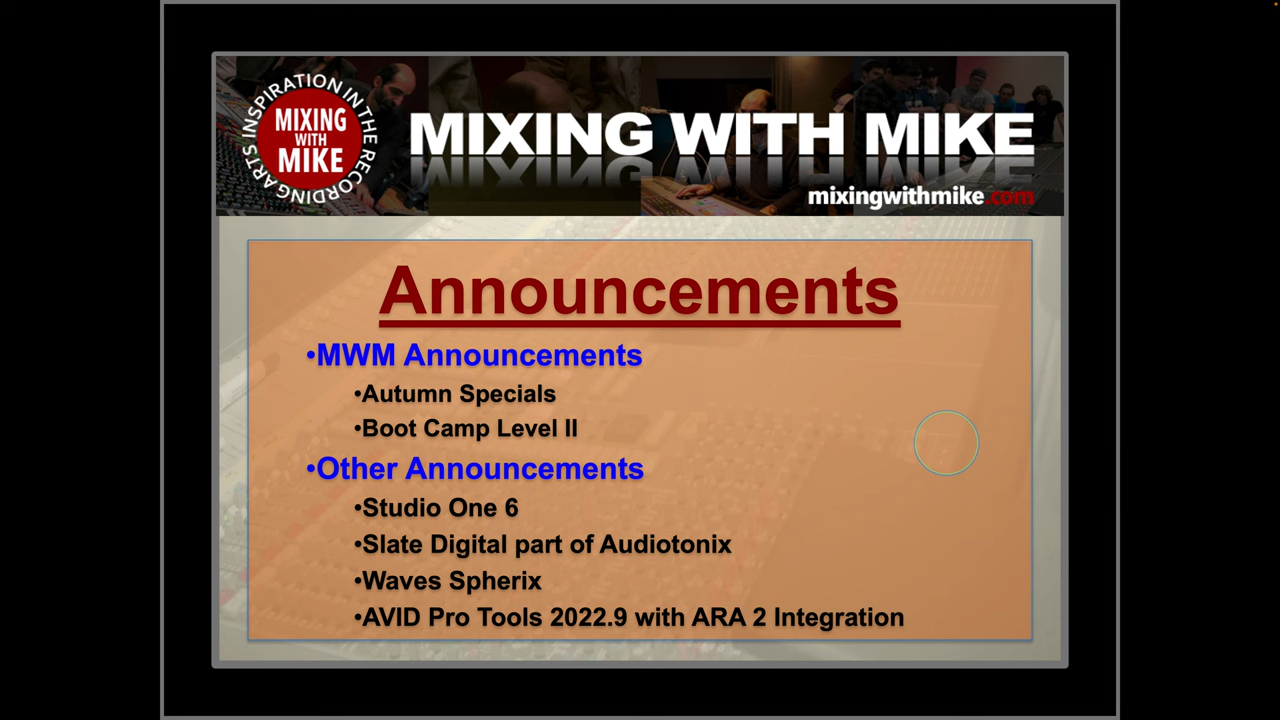 INSPIRATION IN THE RECORDING ARTS
MIXING
WITH
MIKE
MIXING WITH MIKE
mixingwithmike.com
Announcements
•MWM Announcements
•Autumn Specials
•Boot Camp Level II
•Other Announcements
•Studio One 6
•Slate Digital part of Audiotonix
•Waves Spherix
•AVID Pro Tools 2022.9 with ARA 2 Integration